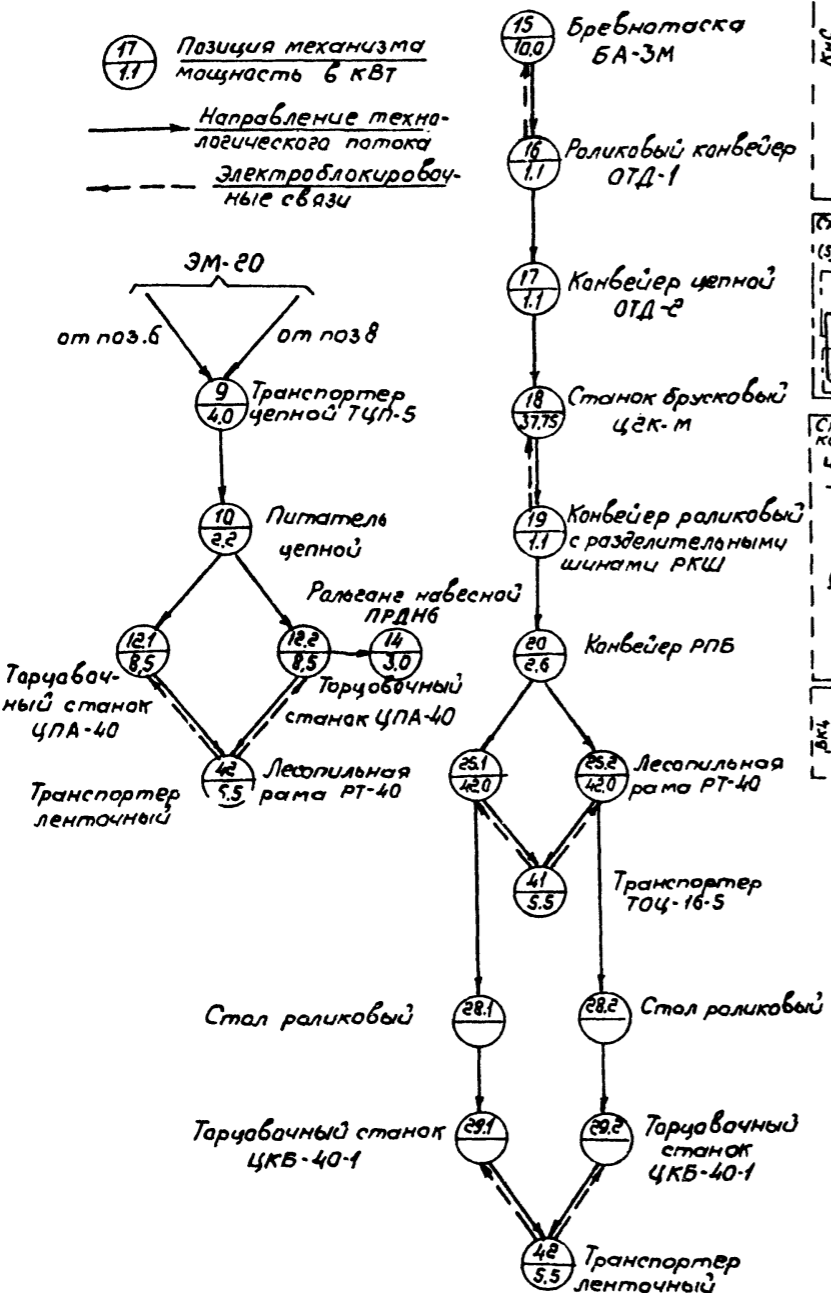 17
1.1
Позиция механизма
мощность в кВт
Направление техно-
логического потока
Электроблокировоч-
ные связи
ЭМ-20
от поз.6
от поз 8
9
4.0
Транспортер
цепной ТЦП-5
10
2.2
Питатель
цепной
Рольганг навесной
ПРДН6
12.1
8,5
12.2
8,5
14
3.0
Торцовоч-
ный станок
ЦПА-40
Торцовочный
станок ЦПА-40
42
5.5
Лесопильная
рама РТ-40
Транспортер
ленточный
15
10.0
Бревнотаска
БА-3М
16
1.1
Роликовый конвейер
ОТД-1
17
1.1
Конвейер цепной
ОТД-2
18
37.75
Станок брусковый
Ц2К-М
19
1.1
Конвейер роликовый
с разделительными
шинами РКШ
20
2.6
Конвейер РПБ
25.1
42.0
25.2
42.0
Лесопильная
рама РТ-40
41
5.5
Транспортер
ТОЦ-16-5
Стол роликовый
28.1
28.2
Стол роликовый
Торцовочный станок
ЦКБ-40-1
29.1
29.2
Торцовочный
станок
ЦКБ-40-1
42
5.5
Транспортер
ленточный